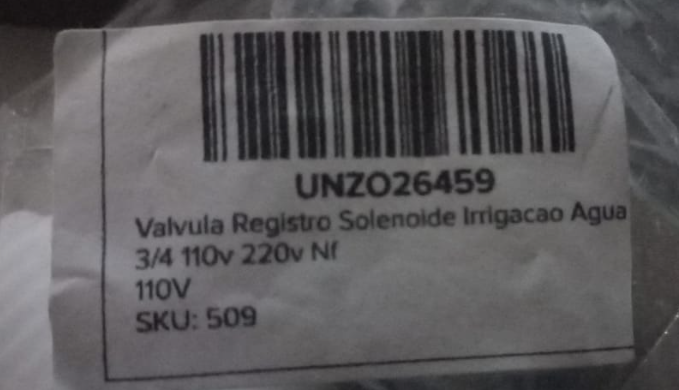 UNZO26459
Valvula Registro Solenoide Irrigacao Agua
3/4 110v 220v Nf
110V
SKU: 509